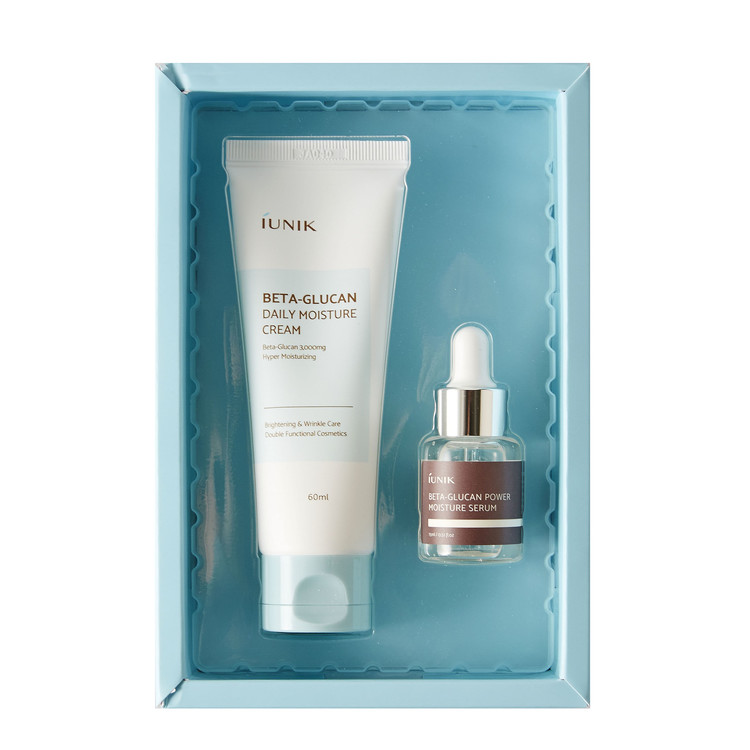 iUNIK
BETA-GLUCAN
DAILY MOISTURE
CREAM
Beta-Glucan 3,000mg
Hyper Moisturizing
Brightening & Wrinkle Care
Double Functional Cosmetics
60ml
iUNIK
BETA-GLUCAN POWER
MOISTURE SERUM